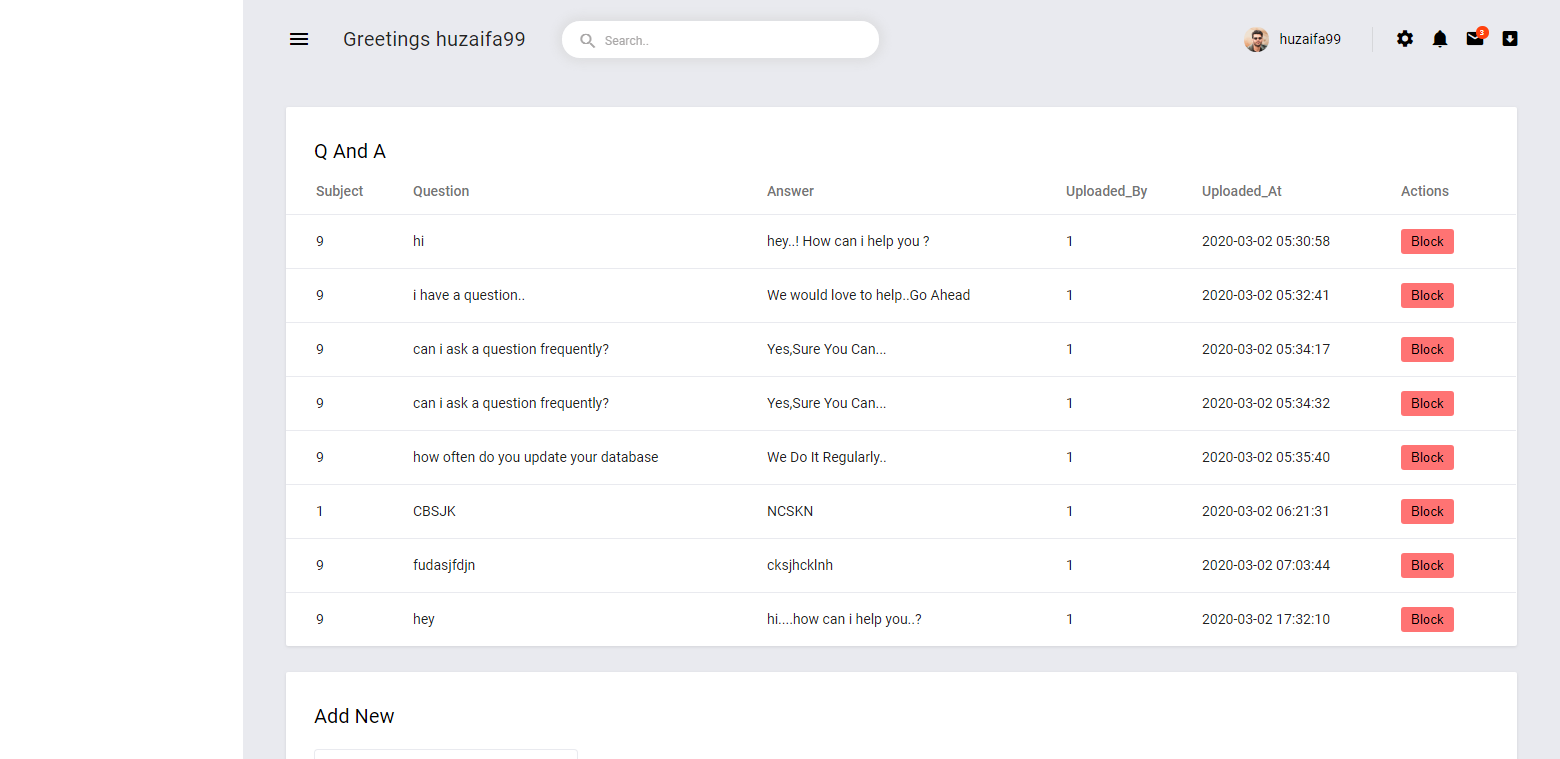 Greetings huzaifa99 Search.. huzaifa99 3
Q And A
Subject Question Answer Uploaded_By Uploaded_At Actions
9 hi hey..! How can i help you ? 1 2020-03-02 05:30:58 Block
9 i have a question.. We would love to help..Go Ahead 1 2020-03-02 05:32:41 Block
9 can i ask a question frequently? Yes,Sure You Can... 1 2020-03-02 05:34:17 Block
9 can i ask a question frequently? Yes,Sure You Can... 1 2020-03-02 05:34:32 Block
9 how often do you update your database We Do It Regularly.. 1 2020-03-02 05:35:40 Block
1 CBSJK NCSKN 1 2020-03-02 06:21:31 Block
9 fudasjfdjn cksjhcklnh 1 2020-03-02 07:03:44 Block
9 hey hi....how can i help you..? 1 2020-03-02 17:32:10 Block
Add New